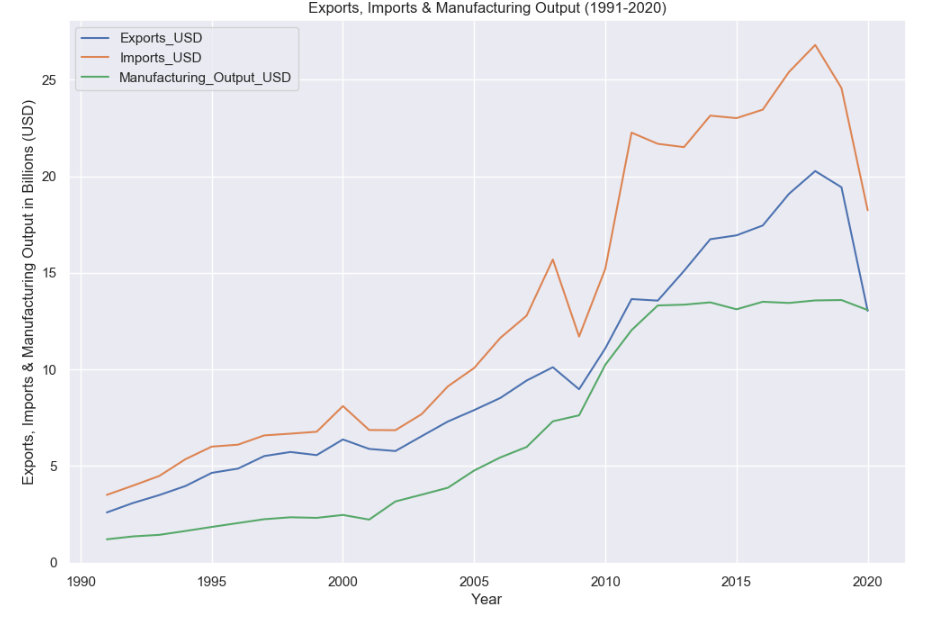 Exports, Imports & Manufacturing Output (1991-2020)
Exports_USD
Imports_USD
Manufacturing_Output_USD
Exports, Imports & Manufacturing Output in Billions (USD)
25
20
15
10
5
0
1990 1995 2000 2005 2010 2015 2020
Year